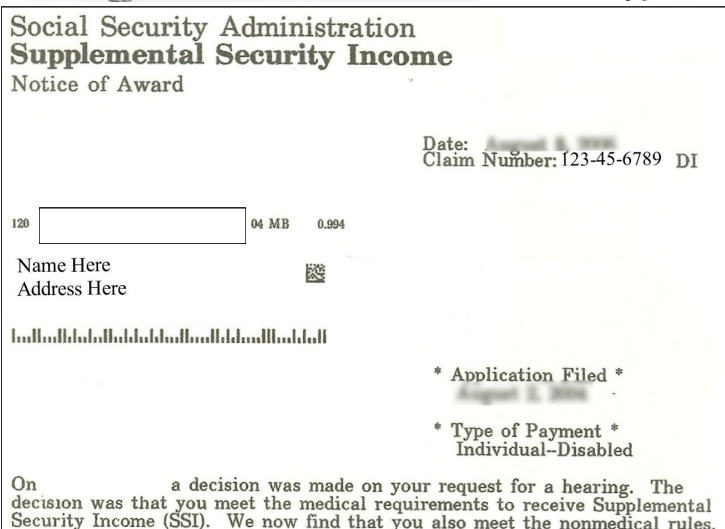 Social Security Administration
Supplemental Security Income
Notice of Award
Date:
Claim Number: 123-45-6789 DI
120 04 MB 0.994
Name Here
Address Here
* Application Filed *
* Type of Payment *
Individual--Disabled
On a decision was made on your request for a hearing. The
decision was that you meet the medical requirements to receive Supplemental
Security Income (SSI). We now find that you also meet the nonmedical rules.